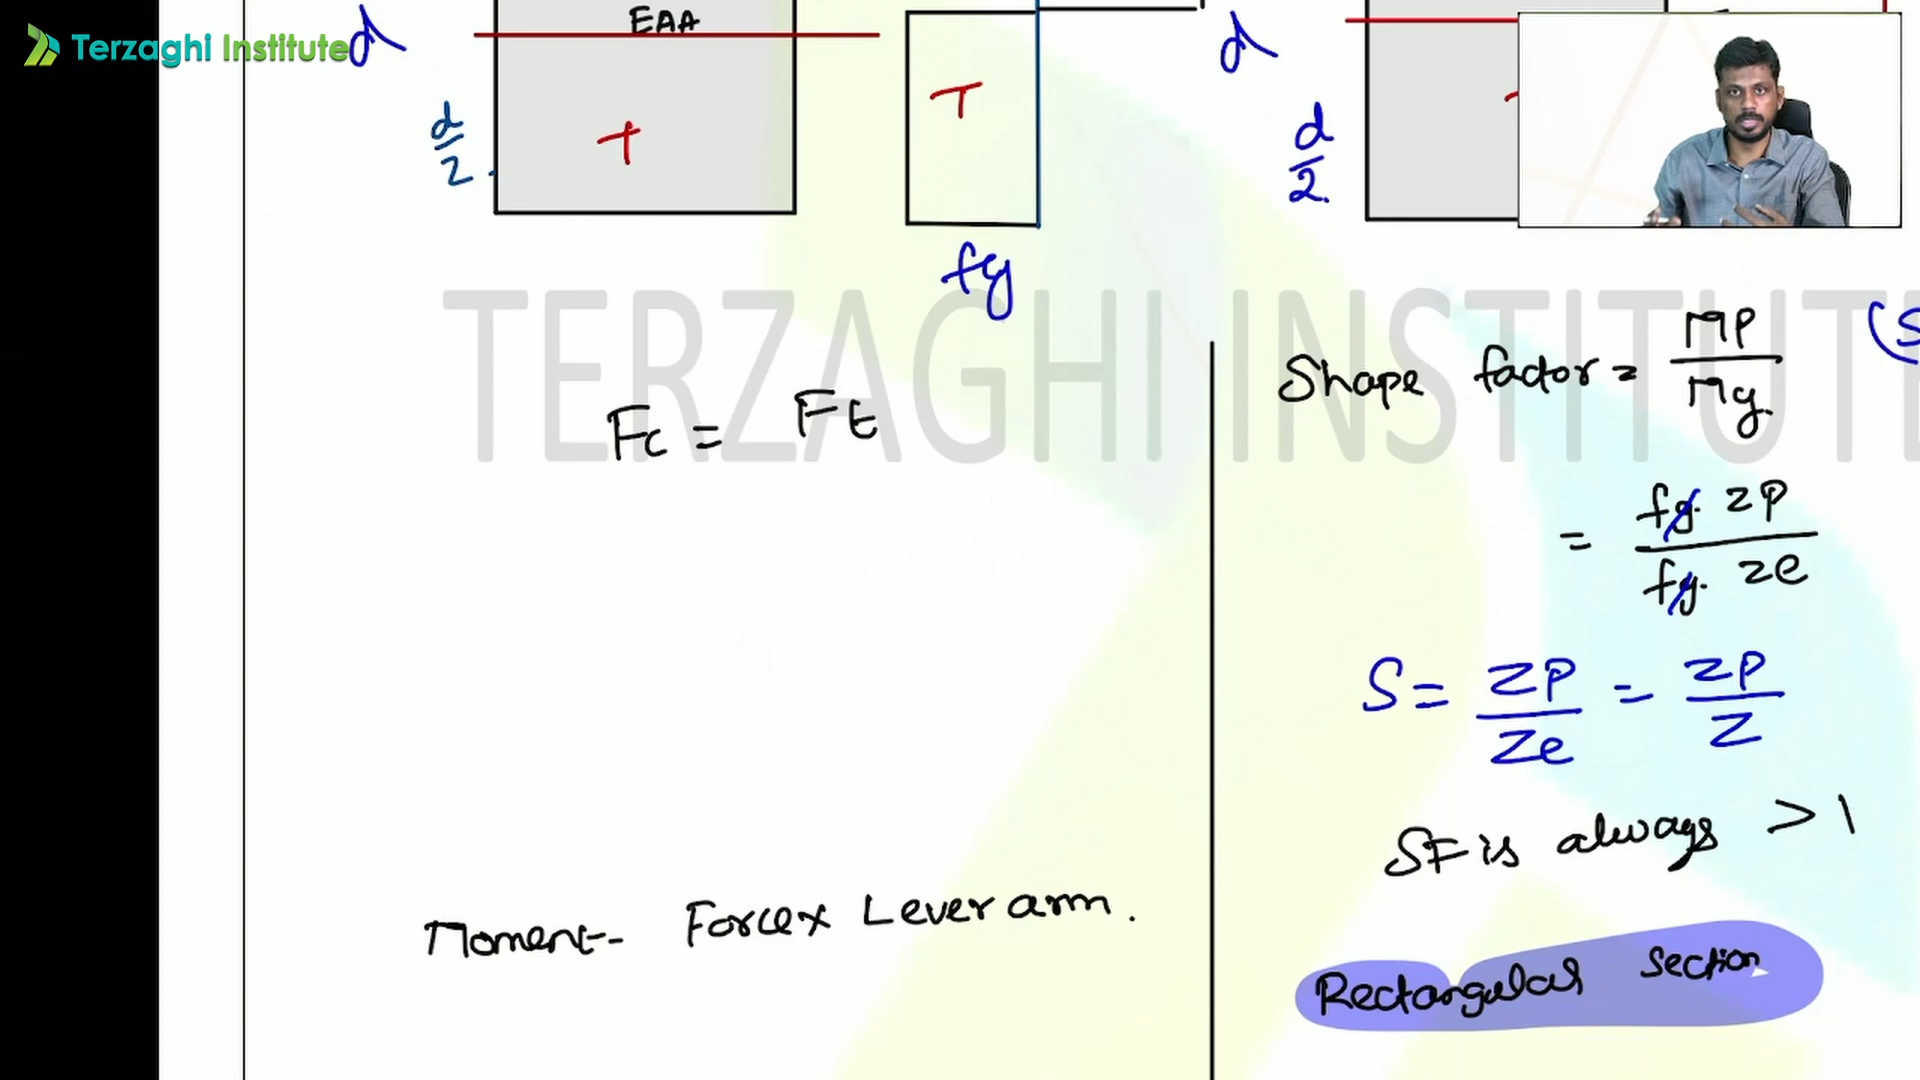 Terzaghi Institute
d
EAA
d
T
T
d/2
d/2
fy
TERZAGHI INSTITUTE
Fc = Ft
Shape factor = MP/My.
(S
= fy. ZP / fy. Ze
S = ZP/Ze = ZP/Z
SF is always > 1
Moment - Force x Lever arm.
Rectangular section